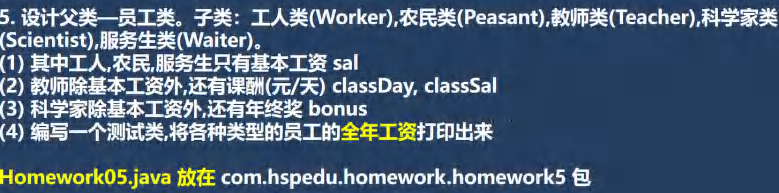 5. 设计父类—员工类。子类：工人类(Worker),农民类(Peasant),教师类(Teacher),科学家类
(Scientist),服务生类(Waiter)。
(1) 其中工人,农民,服务生只有基本工资 sal
(2) 教师除基本工资外,还有课酬(元/天) classDay, classSal
(3) 科学家除基本工资外,还有年终奖 bonus
(4) 编写一个测试类,将各种类型的员工的全年工资打印出来
Homework05.java 放在 com.hspedu.homework.homework5 包